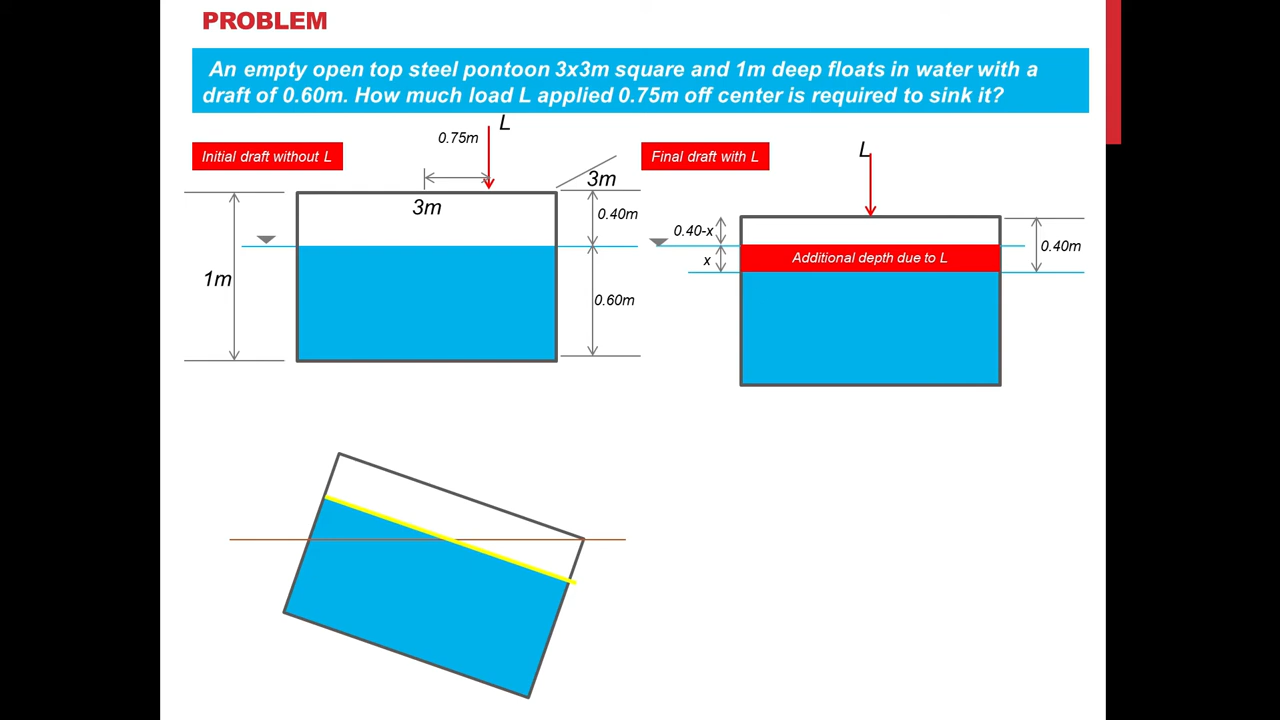 PROBLEM
An empty open top steel pontoon 3x3m square and 1m deep floats in water with a
draft of 0.60m. How much load L applied 0.75m off center is required to sink it?
L
0.75m
Initial draft without L
3m
3m
0.40m
1m
0.60m
Final draft with L
L
0.40-x
x
Additional depth due to L
0.40m